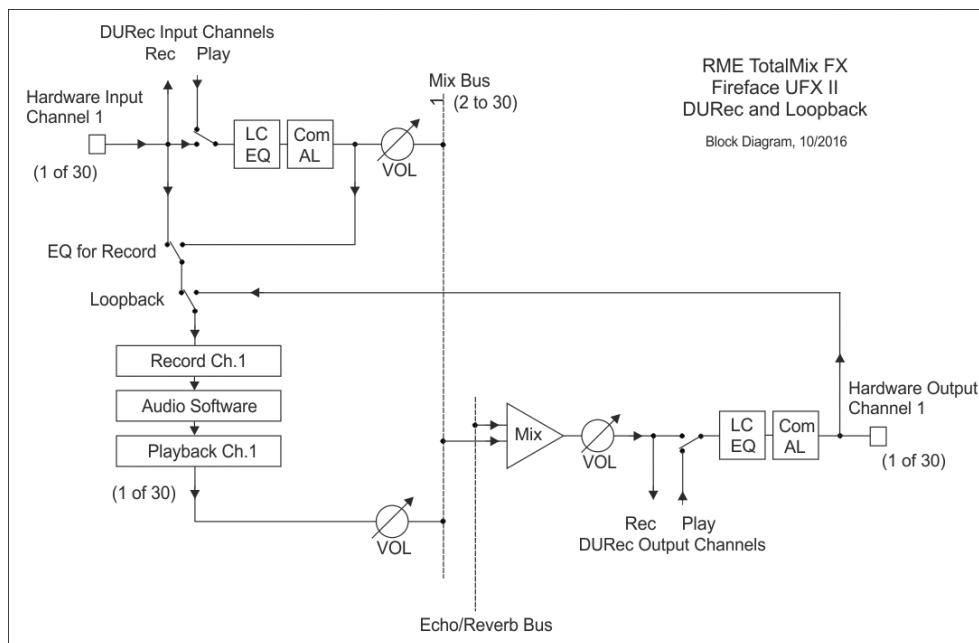 DURec Input Channels
Rec Play
Hardware Input
Channel 1
(1 of 30)
LC
EQ
Com
AL
VOL
Mix Bus
1 (2 to 30)
RME TotalMix FX
Fireface UFX II
DURec and Loopback
Block Diagram, 10/2016
EQ for Record
Loopback
Record Ch.1
Audio Software
Playback Ch.1
(1 of 30)
VOL
Mix
VOL
LC
EQ
Com
AL
Hardware Output
Channel 1
(1 of 30)
Rec Play
DURec Output Channels
Echo/Reverb Bus